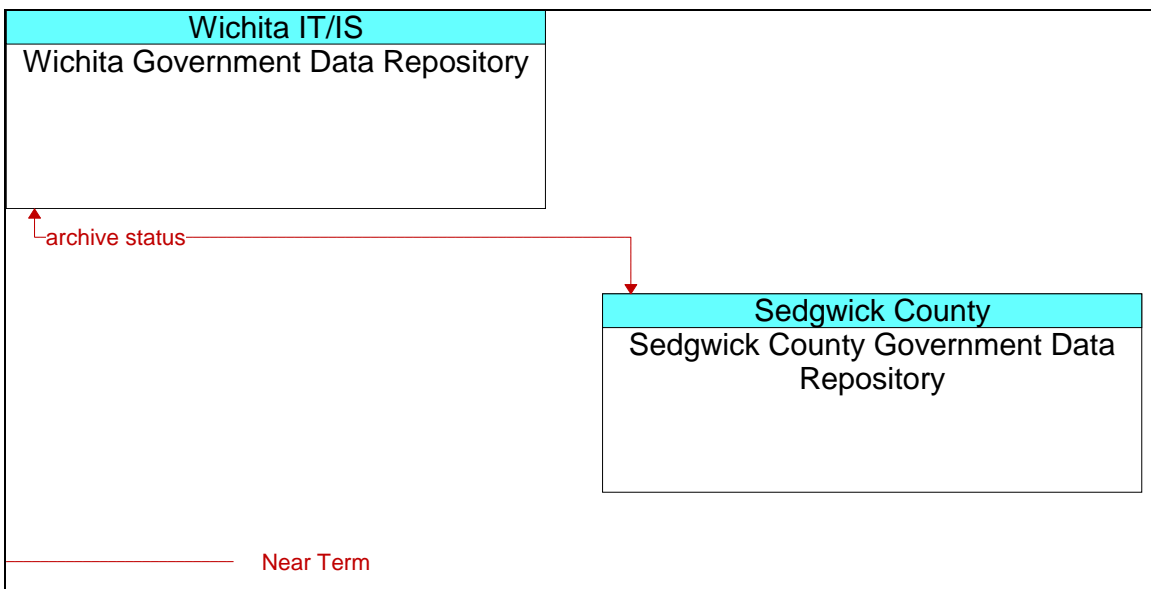 Wichita IT/IS
Wichita Government Data Repository
archive status
Sedgwick County
Sedgwick County Government Data
Repository
Near Term